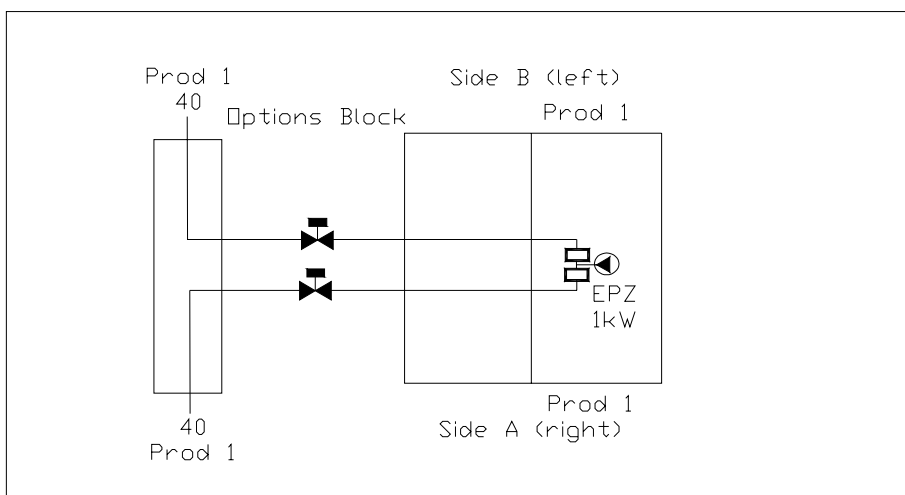 Prod 1
40
Options Block
Side B (left)
Prod 1
EPZ
1kW
40
Prod 1
Prod 1
Side A (right)